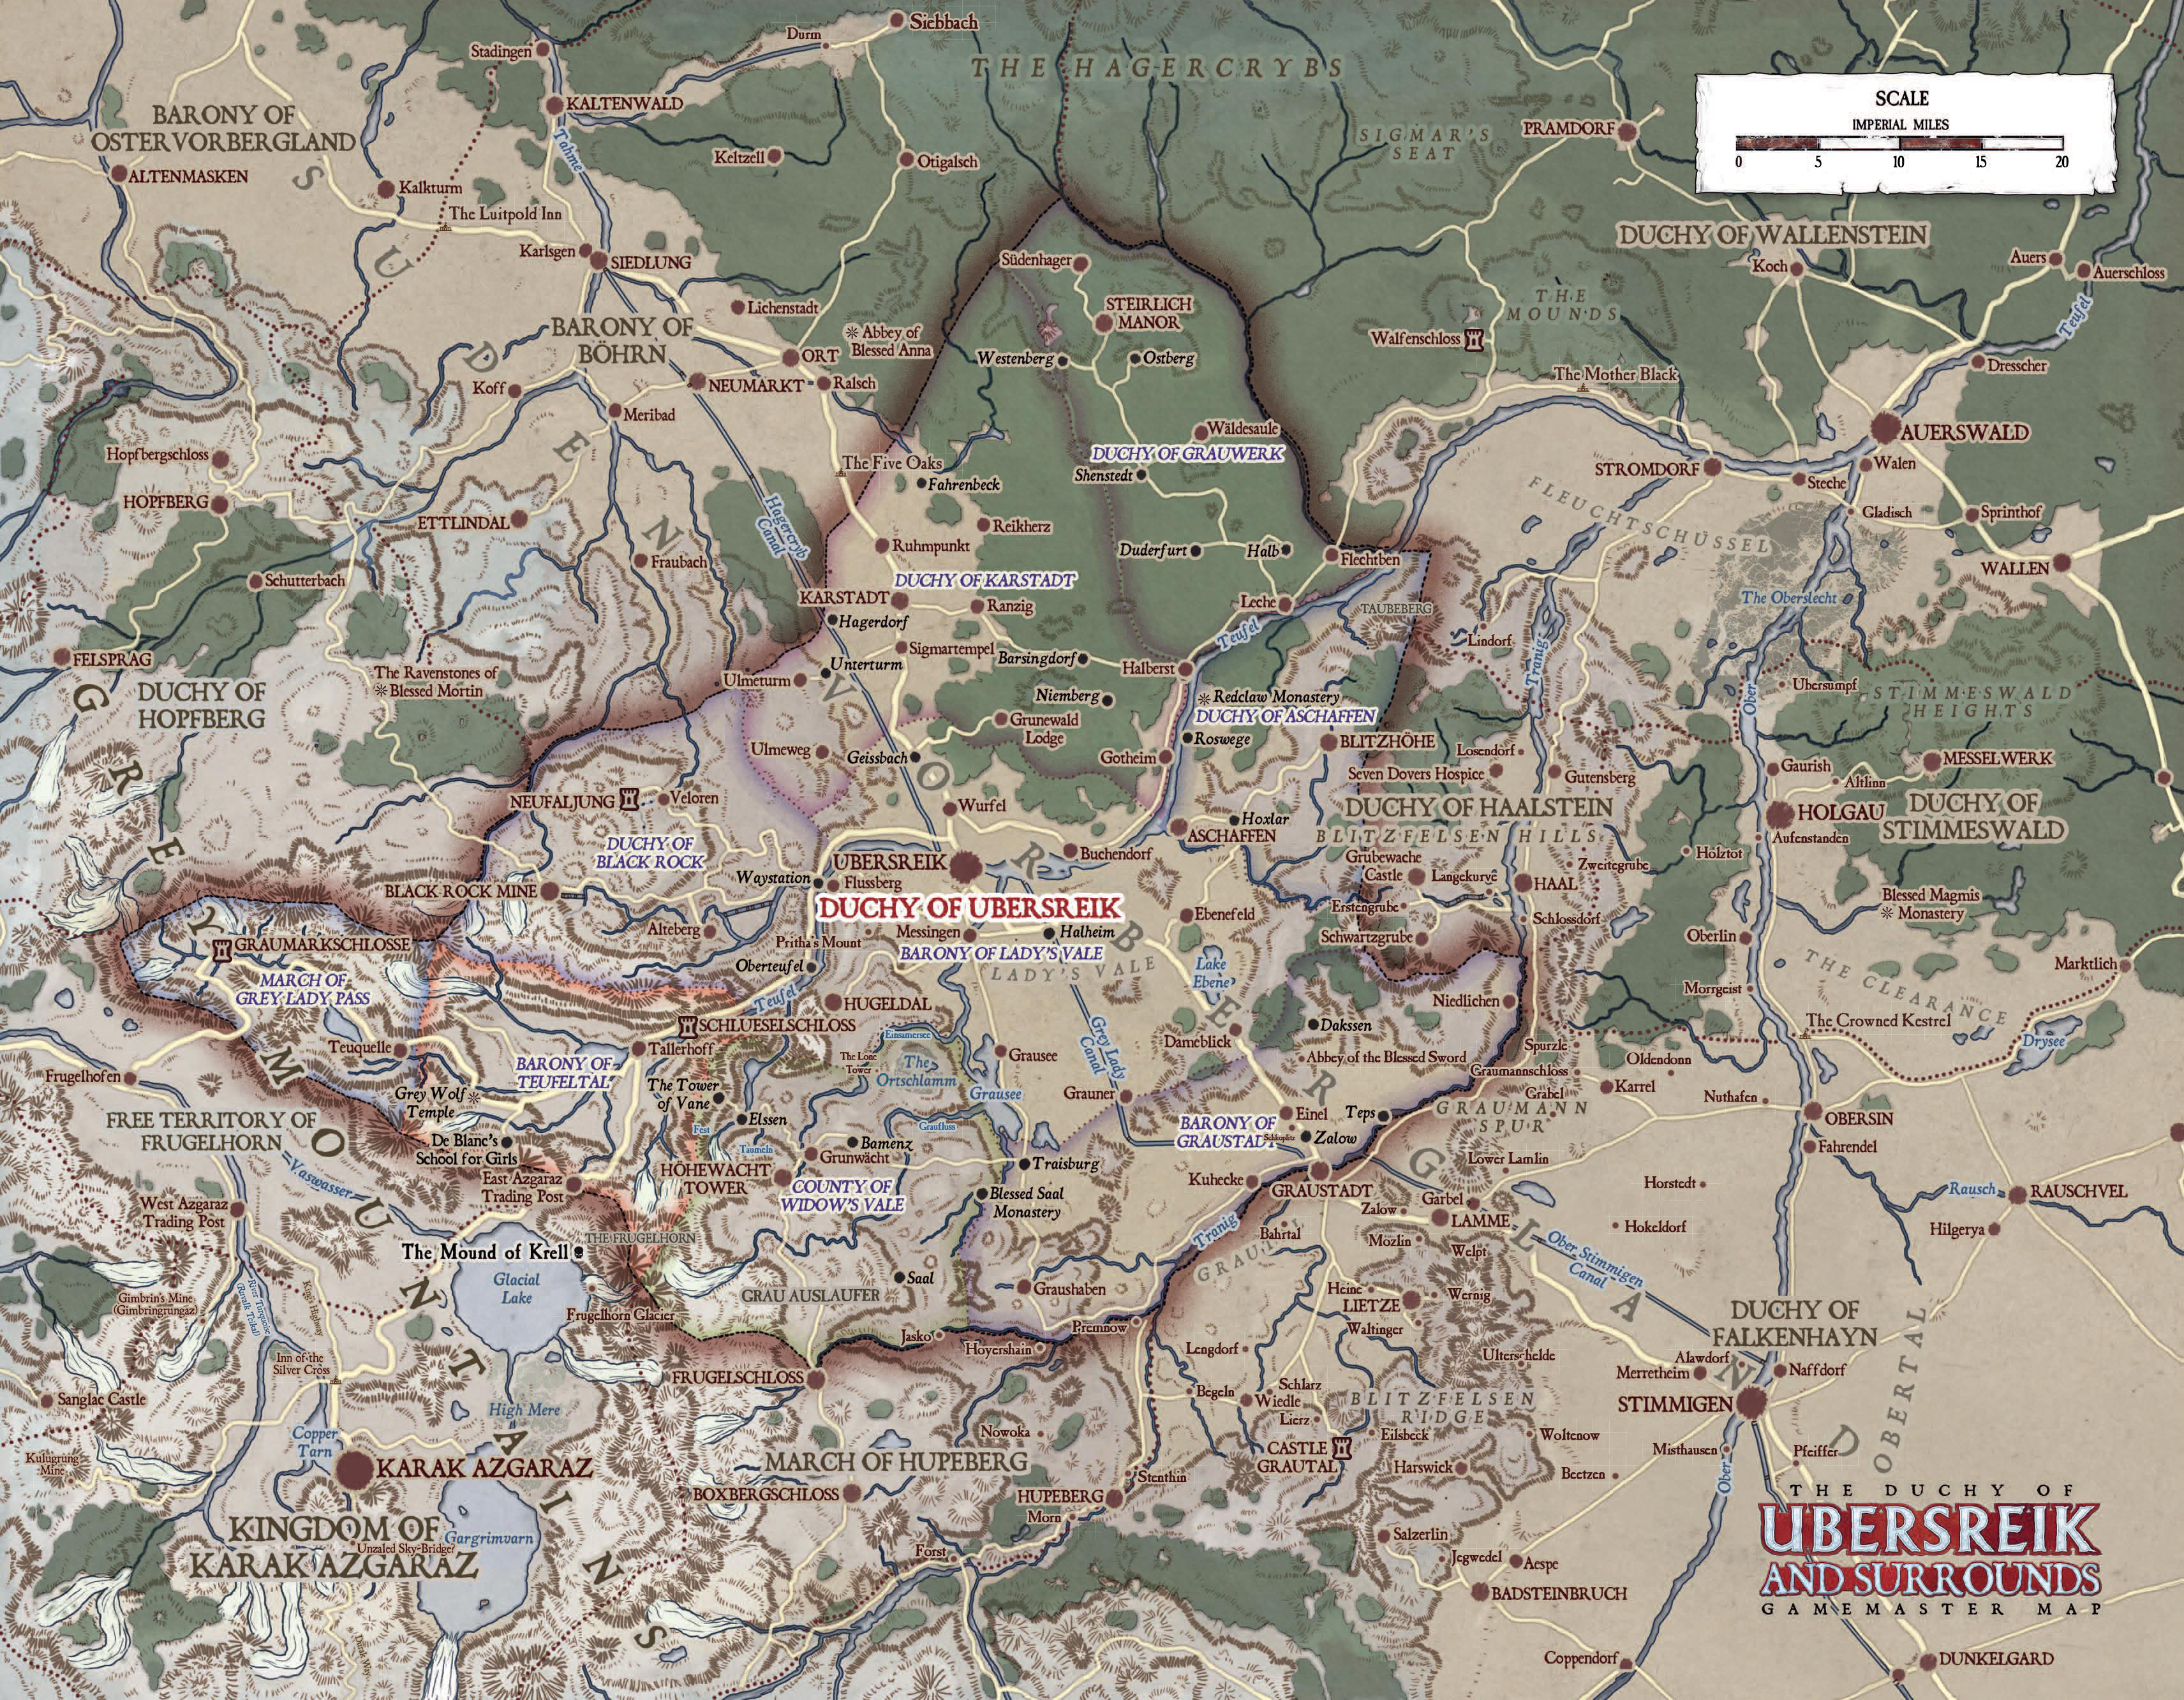 Siebbach
Durm
Stadingen
THE HAGERCRYBS
KALTENWALD
Tahme
SCALE
IMPERIAL MILES
0 5 10 15 20
BARONY OF
OSTERVORBERGLAND
SIGMAR'S
SEAT
PRAMDORF
Keltzell
Otigalsch
ALTENMASKEN
Kalkturm
The Luitpold Inn
Karlsgen
SIEDLUNG
Südenhager
DUCHY OF WALLENSTEIN
Koch
Auers
Auerschloss
Teufel
Lichenstadt
STEIRLICH
MANOR
THE
MOUNDS
BARONY OF
BÖHRN
Abbey of
Blessed Anna
Walfenschloss
ORT
Westenberg
Ostberg
The Mother Black
Dresscher
Koff
NEUMARKT
Ralsch
Meribad
Wäldesaule
AUERSWALD
Hopfbergschloss
The Five Oaks
DUCHY OF GRAUWERK
STROMDORF
Walen
Fahrenbeck
Shenstedt
Steche
HOPFBERG
ETTLINDAL
Hagercryb
Canal
Reikherz
FLEUCHTSCHÜSSEL
Gladisch
Sprinthof
Ruhmpunkt
Duderfurt
Halb
Flechtben
Fraubach
WALLEN
Schutterbach
DUCHY OF KARSTADT
KARSTADT
Ranzig
Leche
TAUBEBERG
The Oberslecht
Hagerdorf
Teufel
Lindorf
Tranig
FELSPRAG
Sigmartempel
Barsingdorf
Halberst
Unterturm
The Ravenstones of
Blessed Mortin
Ulmeturm
DUCHY OF
HOPFBERG
Niemberg
Redclaw Monastery
DUCHY OF ASCHAFFEN
Ober
Ubersumpf
STIMMESWALD
HEIGHTS
Grunewald
Lodge
Roswege
BLITZHÖHE
Losendorf
Ulmeweg
Geissbach
Gotheim
Seven Dovers Hospice
Gutensberg
Gaurish
Altlinn
MESSELWERK
NEUFALJUNG
Veloren
Wurfel
DUCHY OF HAALSTEIN
HOLGAU
DUCHY OF
STIMMESWALD
Hoxlar
ASCHAFFEN
BLITZFELSEN HILLS
Aufenstanden
DUCHY OF
BLACK ROCK
UBERSREIK
Buchendorf
Grubewache
Castle
Langekurve
Zweitegrube
Holztot
BLACK ROCK MINE
Waystation
Flussberg
HAAL
DUCHY OF UBERSREIK
Erstengrube
Schlossdorf
Blessed Magmis
Monastery
Ebenefeld
Alteberg
Messingen
Halheim
Pritha's Mount
Schwartzgrube
Oberlin
GRAUMARKSCHLOSSE
BARONY OF LADY'S VALE
LADY'S VALE
Oberteufel
Lake
Ebene
THE CLEARANCE
Marktlich
MARCH OF
GREY LADY PASS
Teufel
HUGELDAL
Niedlichen
Morrgeist
SCHLUESELSCHLOSS
Dakssen
The Crowned Kestrel
Einsamersee
Grey Lady
Canal
Dameblick
Drysee
Teuquelle
Tallerhoff
The Lone
Tower
Grausee
Abbey of the Blessed Sword
Spurzle
Oldendonn
BARONY OF
TEUFELTAL
The
Ortschlamm
Graumannschloss
Frugelhofen
The Tower
of Vane
Grausee
Grauner
Gräbel
Karrel
Nuthafen
Grey Wolf
Temple
FREE TERRITORY OF
FRUGELHORN
Elssen
Fest
Graufluss
BARONY OF
GRAUSTADT
Schkoplitz
Einel
Teps
Zalow
GRAUMANN
SPUR
OBERSIN
De Blanc's
School for Girls
Taumeln
Bamenz
Grunwächt
Fahrendel
Vaswasser
East Azgaraz
Trading Post
HÖHEWACHT
TOWER
Traisburg
Lower Lamlin
Kuhecke
GRAUSTADT
Horstedt
Rausch
RAUSCHVEL
COUNTY OF
WIDOW'S VALE
Blessed Saal
Monastery
Garbel
West Azgaraz
Trading Post
Zalow
LAMME
Hokeldorf
Hilgerya
Tranig
Bahrtal
THE FRUGELHORN
The Mound of Krell
Mozlin
Welpt
Ober Stimmigen
Canal
Glacial
Lake
GRAUTAL
Saal
Graushaben
GRAU AUSLAUFER
Heine
Wernig
LIETZE
Gimbrin's Mine
(Gimbringrungaz)
King's Highway
Frugelhorn Glacier
Waltinger
DUCHY OF
FALKENHAYN
Jasko
Hoyershain
Premnow
Lengdorf
Ulterschelde
Alawdorf
Merretheim
Naffdorf
Inn of the
Silver Cross
FRUGELSCHLOSS
Sanglac Castle
Begeln
Schlarz
Wiedle
Lierz
BLITZFELSEN
RIDGE
STIMMIGEN
OBERTAL
High Mere
Copper
Tarn
Nowoka
Eilsbeck
Woltenow
Misthausen
Pfeiffer
CASTLE
GRAUTAL
Kulugrung
Mine
KARAK AZGARAZ
MARCH OF HUPEBERG
Harswick
Beetzen
Stenthin
BOXBERGSCHLOSS
HUPEBERG
Morn
Ober
KINGDOM OF
KARAK AZGARAZ
Unzaled Sky-Bridge?
Gargrimvarn
Forst
Salzerlin
Jegwedel
Aespe
BADSTEINBRUCH
Coppendorf
DUNKELGARD
SUDENVORBERGLAND
GREY MOUNTAINS
THE DUCHY OF
UBERSREIK
AND SURROUNDS
GAMEMASTER MAP